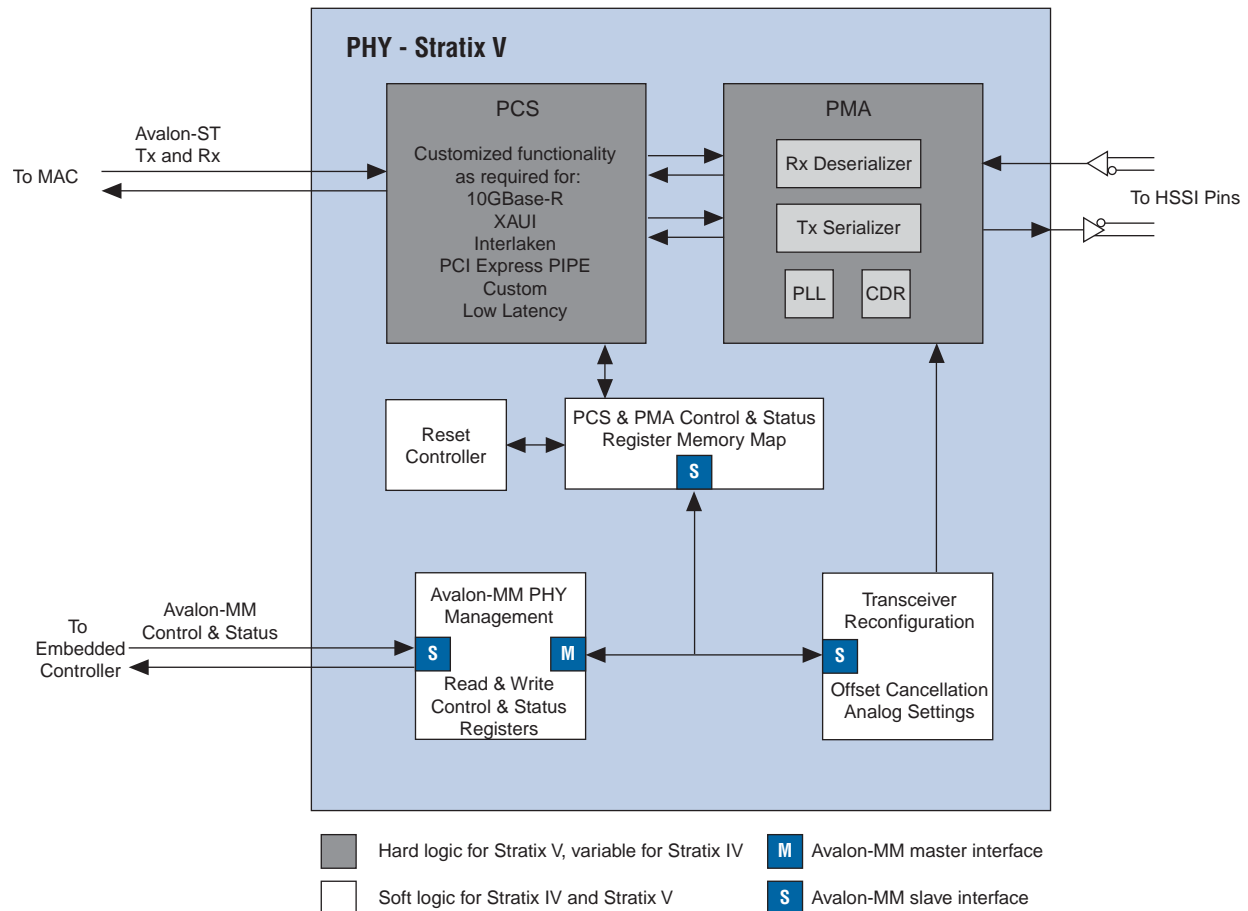 PHY - Stratix V
PCS
Customized functionality
as required for:
10GBase-R
XAUI
Interlaken
PCI Express PIPE
Custom
Low Latency
PMA
Rx Deserializer
Tx Serializer
PLL
CDR
Avalon-ST
Tx and Rx
To MAC
To HSSI Pins
Reset
Controller
PCS & PMA Control & Status
Register Memory Map
S
Avalon-MM
Control & Status
To
Embedded
Controller
Avalon-MM PHY
Management
S
M
Read & Write
Control & Status
Registers
Transceiver
Reconfiguration
S
Offset Cancellation
Analog Settings
Hard logic for Stratix V, variable for Stratix IV
M
Avalon-MM master interface
Soft logic for Stratix IV and Stratix V
S
Avalon-MM slave interface